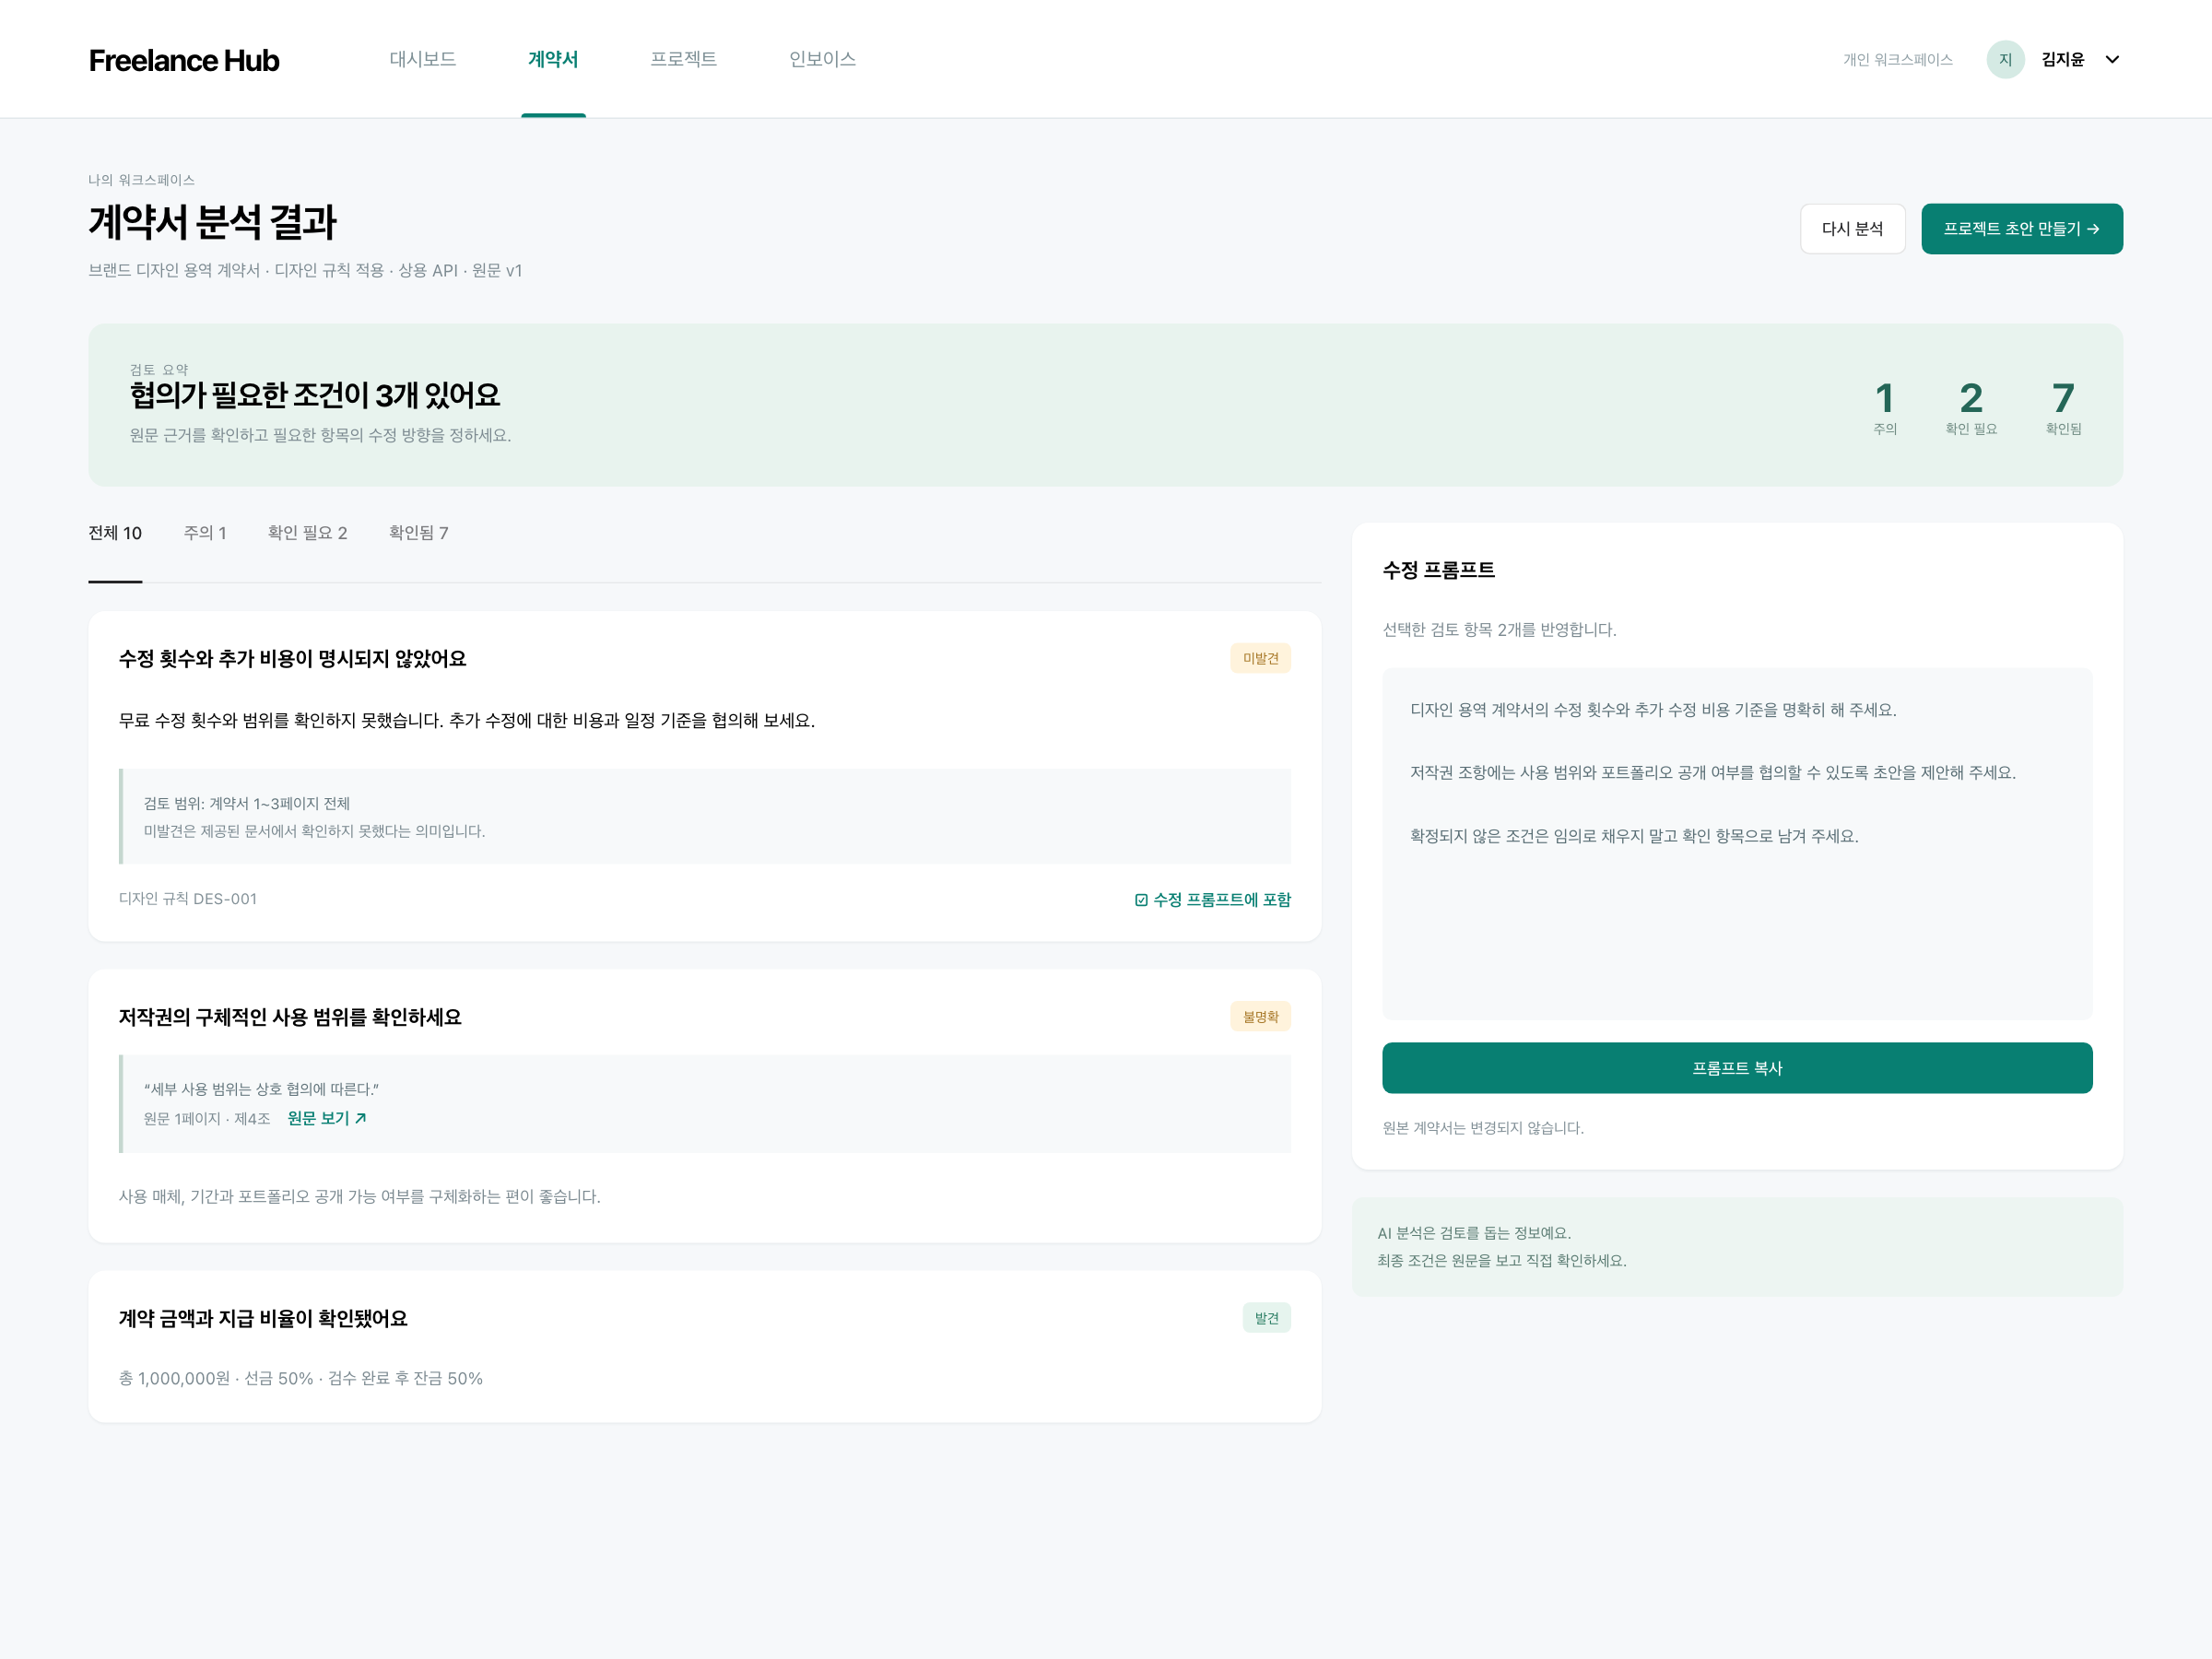 Freelance Hub
대시보드
계약서
프로젝트
인보이스
개인 워크스페이스
지
김지윤
나의 워크스페이스
계약서 분석 결과
브랜드 디자인 용역 계약서 · 디자인 규칙 적용 · 상용 API · 원문 v1
다시 분석
프로젝트 초안 만들기 →
검토 요약
협의가 필요한 조건이 3개 있어요
원문 근거를 확인하고 필요한 항목의 수정 방향을 정하세요.
1
주의
2
확인 필요
7
확인됨
전체 10
주의 1
확인 필요 2
확인됨 7
수정 횟수와 추가 비용이 명시되지 않았어요
미발견
무료 수정 횟수와 범위를 확인하지 못했습니다. 추가 수정에 대한 비용과 일정 기준을 협의해 보세요.
검토 범위: 계약서 1~3페이지 전체
미발견은 제공된 문서에서 확인하지 못했다는 의미입니다.
디자인 규칙 DES-001
☑ 수정 프롬프트에 포함
저작권의 구체적인 사용 범위를 확인하세요
불명확
“세부 사용 범위는 상호 협의에 따른다.”
원문 1페이지 · 제4조 원문 보기 ↗
사용 매체, 기간과 포트폴리오 공개 가능 여부를 구체화하는 편이 좋습니다.
계약 금액과 지급 비율이 확인됐어요
발견
총 1,000,000원 · 선금 50% · 검수 완료 후 잔금 50%
수정 프롬프트
선택한 검토 항목 2개를 반영합니다.
디자인 용역 계약서의 수정 횟수와 추가 수정 비용 기준을 명확히 해 주세요.
저작권 조항에는 사용 범위와 포트폴리오 공개 여부를 협의할 수 있도록 초안을 제안해 주세요.
확정되지 않은 조건은 임의로 채우지 말고 확인 항목으로 남겨 주세요.
프롬프트 복사
원본 계약서는 변경되지 않습니다.
AI 분석은 검토를 돕는 정보예요.
최종 조건은 원문을 보고 직접 확인하세요.